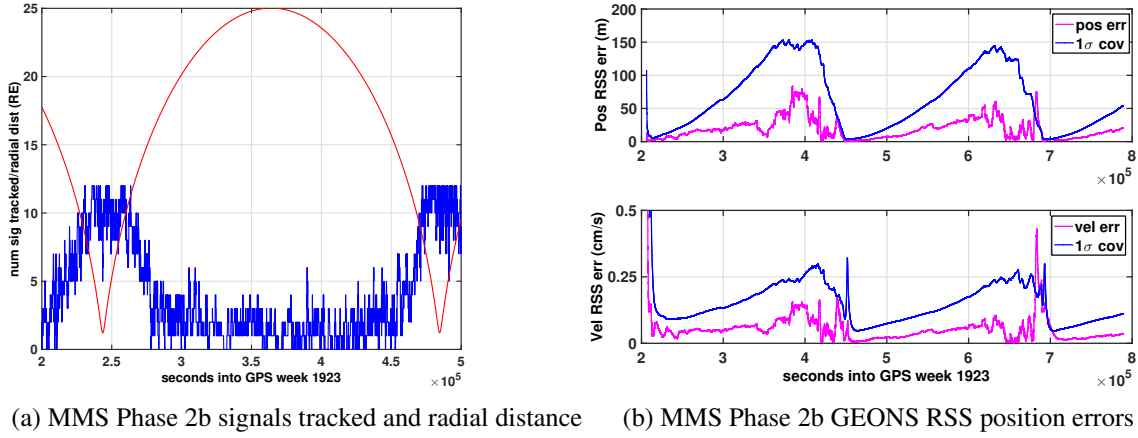 25
20
15
10
5
0
num sig tracked/radial dist (RE)
2 2.5 3 3.5 4 4.5 5
seconds into GPS week 1923
×10⁵
200
150
100
50
0
Pos RSS err (m)
pos err
1σ cov
2 3 4 5 6 7 8
×10⁵
0.5
0.25
0
Vel RSS err (cm/s)
vel err
1σ cov
2 3 4 5 6 7 8
seconds into GPS week 1923
×10⁵
(a) MMS Phase 2b signals tracked and radial distance
(b) MMS Phase 2b GEONS RSS position errors